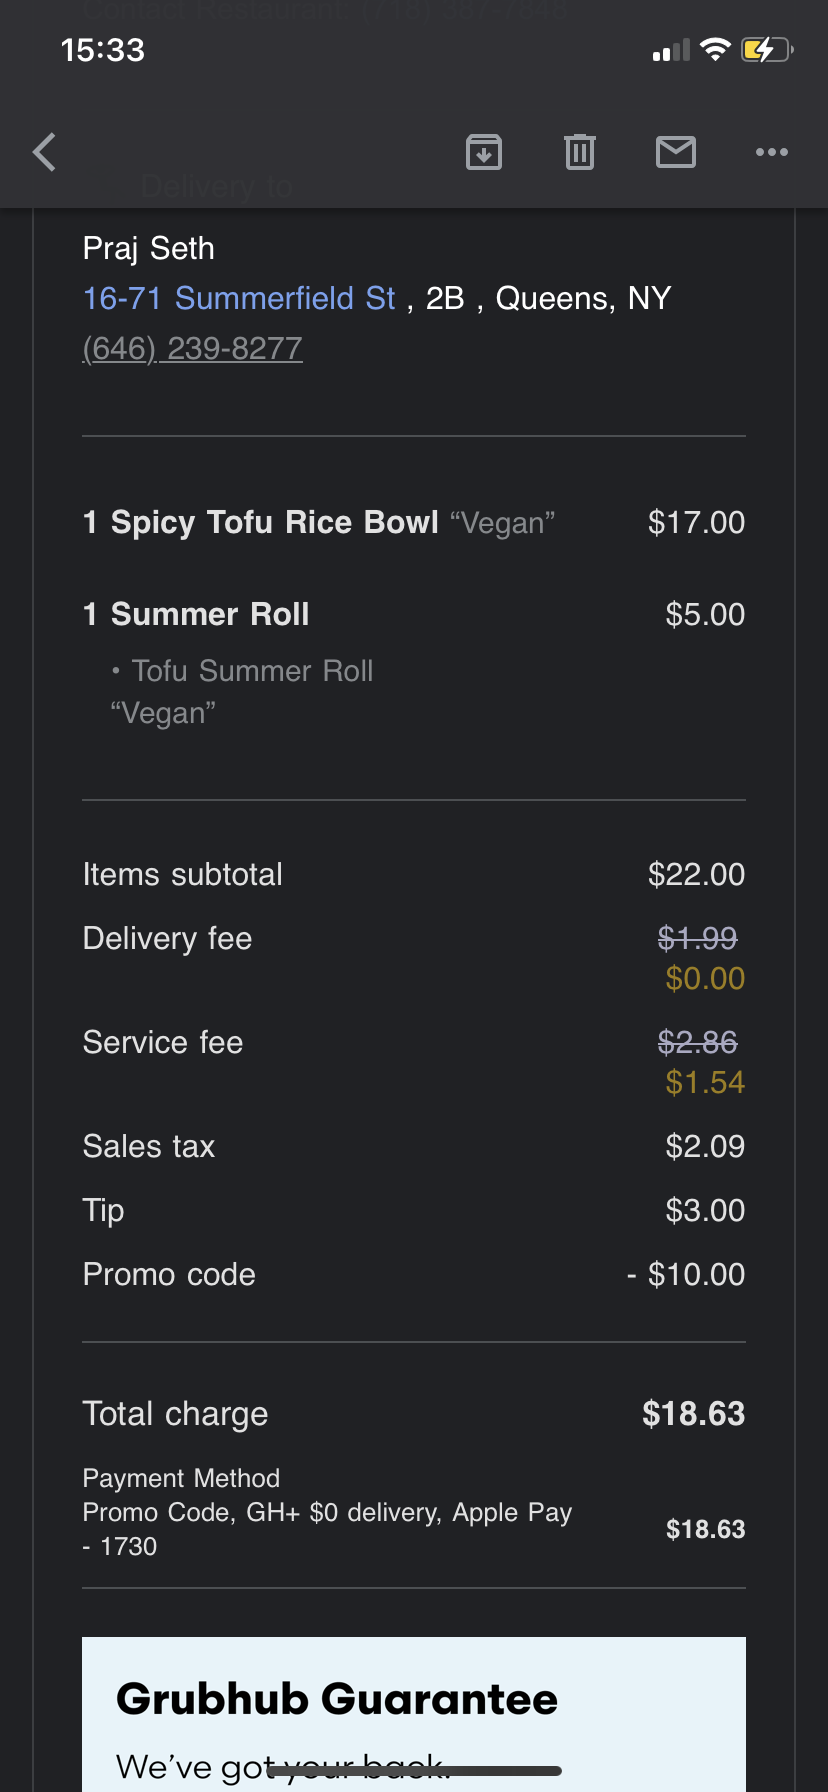 Contact Restaurant: (718) 387-7848
15:33
Delivery to
Praj Seth
16-71 Summerfield St , 2B , Queens, NY
(646) 239-8277
1 Spicy Tofu Rice Bowl “Vegan” $17.00
1 Summer Roll $5.00
• Tofu Summer Roll
“Vegan”
Items subtotal $22.00
Delivery fee $1.99
$0.00
Service fee $2.86
$1.54
Sales tax $2.09
Tip $3.00
Promo code - $10.00
Total charge $18.63
Payment Method
Promo Code, GH+ $0 delivery, Apple Pay
- 1730 $18.63
Grubhub Guarantee
We’ve got your back.